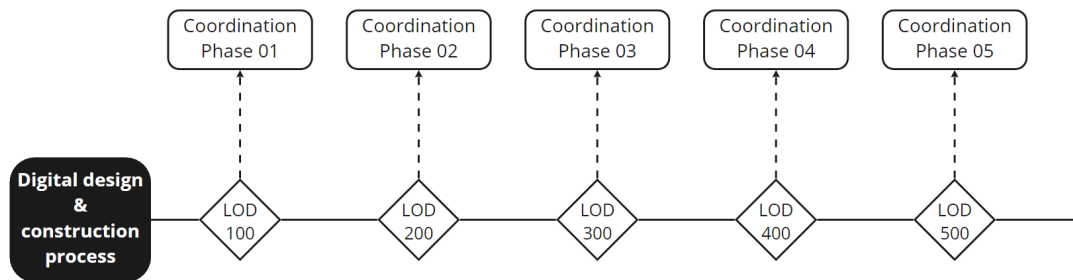 Coordination
Phase 01
Coordination
Phase 02
Coordination
Phase 03
Coordination
Phase 04
Coordination
Phase 05
Digital design
&
construction
process
LOD
100
LOD
200
LOD
300
LOD
400
LOD
500